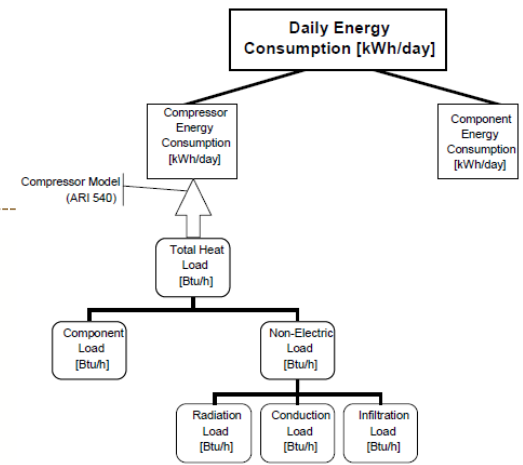 Daily Energy
Consumption [kWh/day]
Compressor
Energy
Consumption
[kWh/day]
Component
Energy
Consumption
[kWh/day]
Compressor Model
(ARI 540)
Total Heat
Load
[Btu/h]
Component
Load
[Btu/h]
Non-Electric
Load
[Btu/h]
Radiation
Load
[Btu/h]
Conduction
Load
[Btu/h]
Infiltration
Load
[Btu/h]